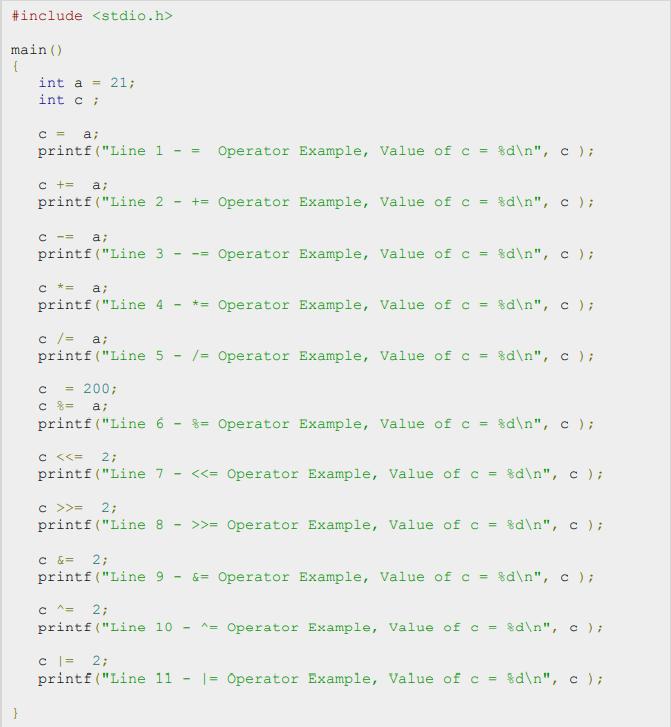 #include <stdio.h>
main()
{
int a = 21;
int c ;
c =  a;
printf("Line 1 - =  Operator Example, Value of c = %d\n", c );
c +=  a;
printf("Line 2 - += Operator Example, Value of c = %d\n", c );
c -=  a;
printf("Line 3 - -= Operator Example, Value of c = %d\n", c );
c *=  a;
printf("Line 4 - *= Operator Example, Value of c = %d\n", c );
c /=  a;
printf("Line 5 - /= Operator Example, Value of c = %d\n", c );
c  = 200;
c %=  a;
printf("Line 6 - %= Operator Example, Value of c = %d\n", c );
c <<=  2;
printf("Line 7 - <<= Operator Example, Value of c = %d\n", c );
c >>=  2;
printf("Line 8 - >>= Operator Example, Value of c = %d\n", c );
c &=  2;
printf("Line 9 - &= Operator Example, Value of c = %d\n", c );
c ^=  2;
printf("Line 10 - ^= Operator Example, Value of c = %d\n", c );
c |=  2;
printf("Line 11 - |= Operator Example, Value of c = %d\n", c );
}